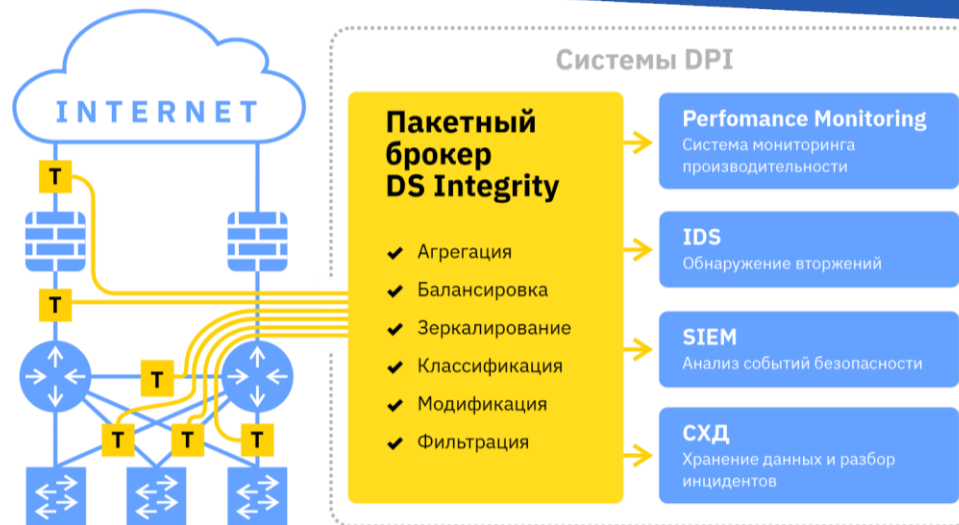 INTERNET
T
T
T
T
T
T
Системы DPI
Пакетный
брокер
DS Integrity
Агрегация
Балансировка
Зеркалирование
Классификация
Модификация
Фильтрация
Perfomance Monitoring
Система мониторинга
производительности
IDS
Обнаружение вторжений
SIEM
Анализ событий безопасности
СХД
Хранение данных и разбор
инцидентов